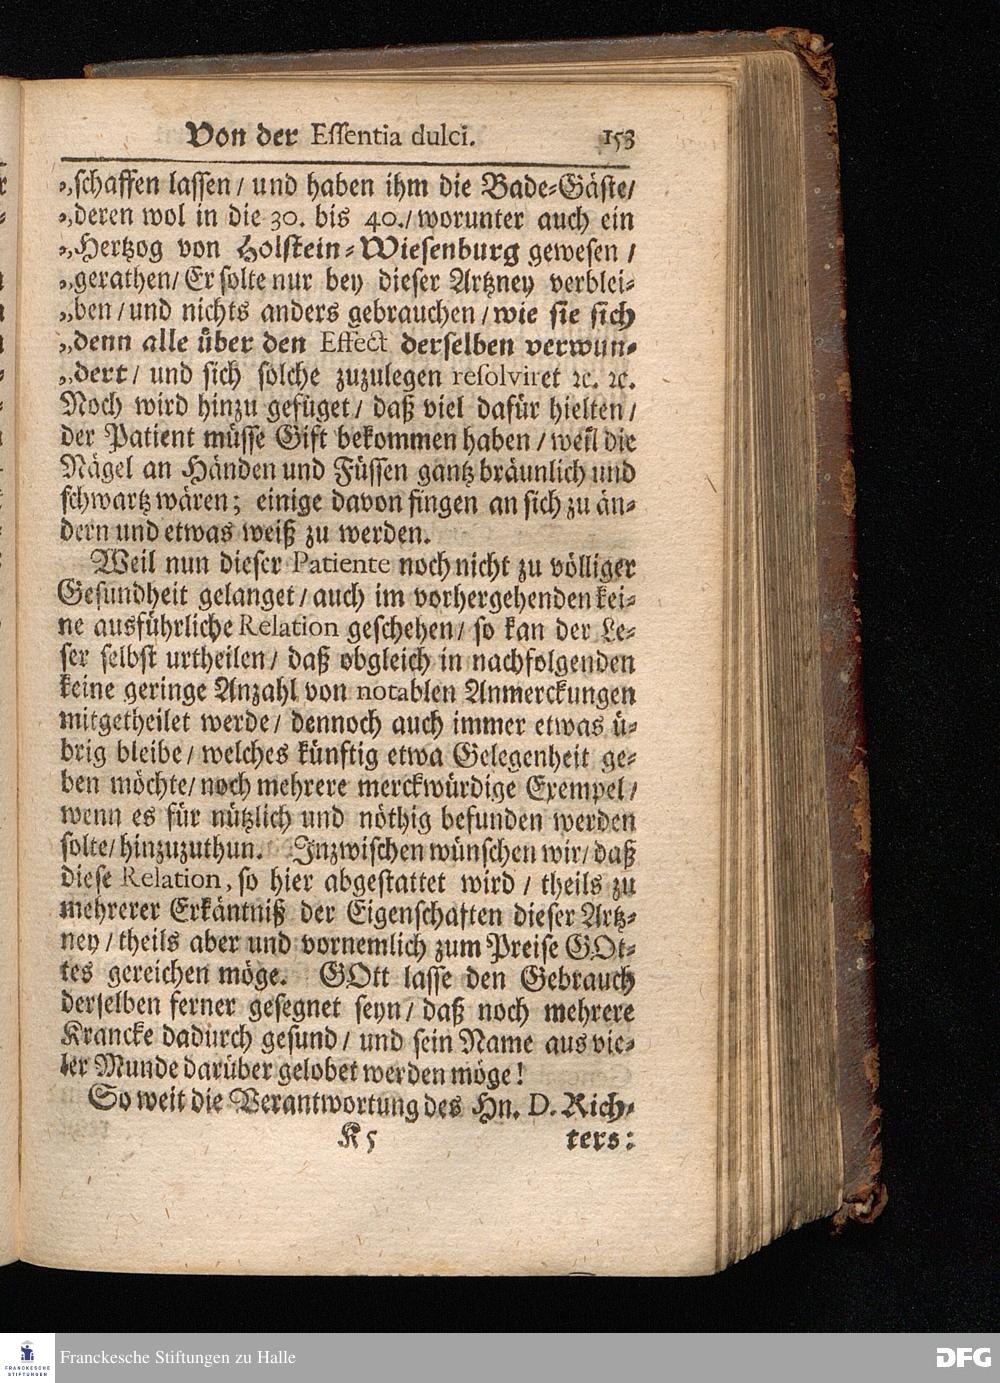 Von der Essentia dulci. 153
„schaffen lassen/ und haben ihm die Bade-Gäste/
„deren wol in die 30. bis 40./ worunter auch ein
„Hertzog von Holstein-Wiesenburg gewesen /
„gerathen/ Er solte nur bey dieser Artzney verblei-
„ben / und nichts anders gebrauchen / wie sie sich
„denn alle über den Effect derselben verwun-
„dert / und sich solche zuzulegen resolviret ꝛc. ꝛc.
Noch wird hinzu gefüget / daß viel dafür hielten /
der Patient müsse Gift bekommen haben / weil die
Nägel an Händen und Füssen gantz bräunlich und
schwartz wären; einige davon fingen an sich zu än-
dern und etwas weiß zu werden.
Weil nun dieser Patiente noch nicht zu völliger
Gesundheit gelanget / auch im vorhergehenden kei-
ne ausführliche Relation geschehen / so kan der Le-
ser selbst urtheilen / daß obgleich in nachfolgenden
keine geringe Anzahl von notablen Anmerckungen
mitgetheilet werde / dennoch auch immer etwas ü-
brig bleibe / welches künftig etwa Gelegenheit ge-
ben möchte / noch mehrere merckwürdige Exempel /
wenn es für nützlich und nöthig befunden werden
solte / hinzuzuthun. Inzwischen wünschen wir / daß
diese Relation, so hier abgestattet wird / theils zu
mehrerer Erkäntniß der Eigenschaften dieser Artz-
ney / theils aber und vornemlich zum Preise GOt-
tes gereichen möge. GOtt lasse den Gebrauch
derselben ferner gesegnet seyn / daß noch mehrere
Krancke dadurch gesund / und sein Name aus vie-
ler Munde darüber gelobet werden möge!
So weit die Verantwortung des Hn. D. Rich-
K 5 ters:
FRANCKESCHE STIFTUNGEN
Franckesche Stiftungen zu Halle
DFG